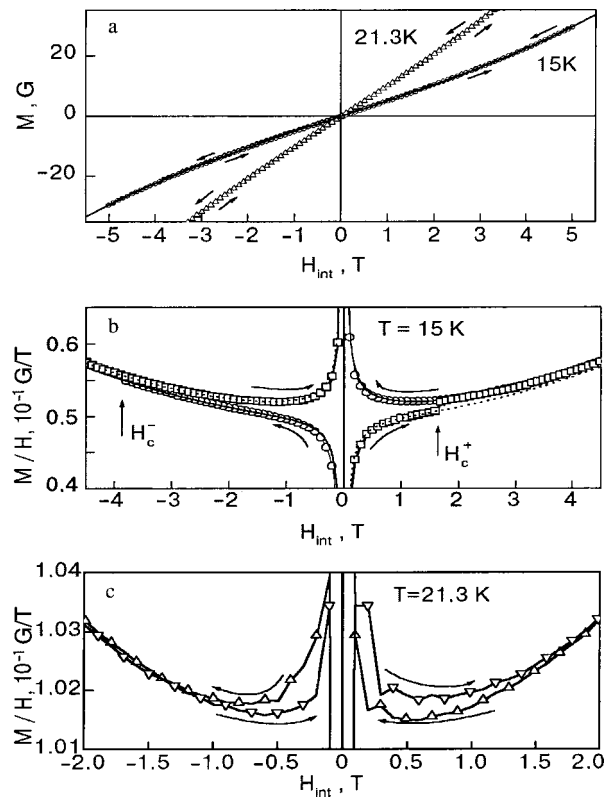 a
M , G
20
0
−20
21.3K
15K
−5 −4 −3 −2 −1 0 1 2 3 4 5
H_int , T
b
M / H, 10^-1 G/T
0.6
0.5
0.4
T = 15 K
H_c^-
H_c^+
−4 −3 −2 −1 0 1 2 3 4
H_int , T
c
M / H, 10^-1 G/T
1.04
1.03
1.02
1.01
T=21.3 K
-2.0 -1.5 -1.0 -0.5 0 0.5 1.0 1.5 2.0
H_int , T